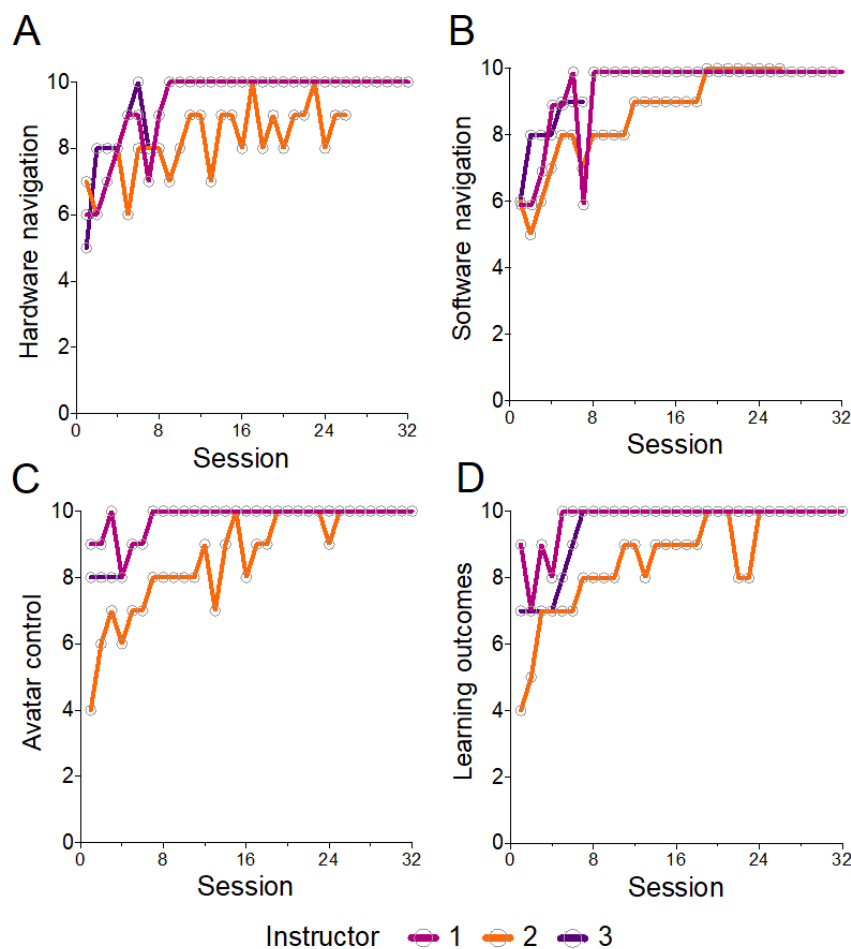 A
Hardware navigation
10
8
6
4
2
0
0 8 16 24 32
Session
B
Software navigation
10
8
6
4
2
0
0 8 16 24 32
Session
C
Avatar control
10
8
6
4
2
0
0 8 16 24 32
Session
D
Learning outcomes
10
8
6
4
2
0
0 8 16 24 32
Session
Instructor 1 2 3